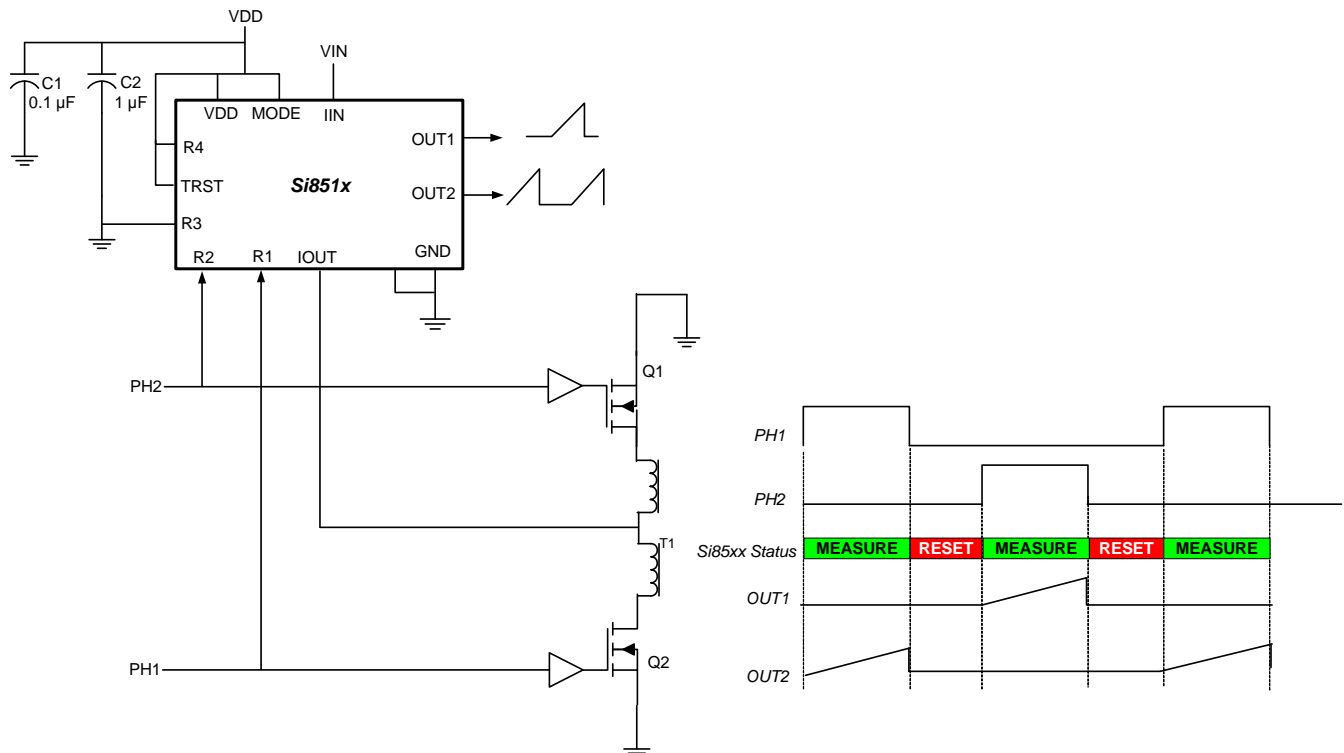 VDD
VIN
C1
0.1 µF
C2
1 µF
VDD MODE IIN
R4
TRST
R3
Si851x
OUT1
OUT2
R2 R1 IOUT
GND
PH2
Q1
T1
PH1
Q2
PH1
PH2
Si85xx Status
MEASURE RESET MEASURE RESET MEASURE
OUT1
OUT2